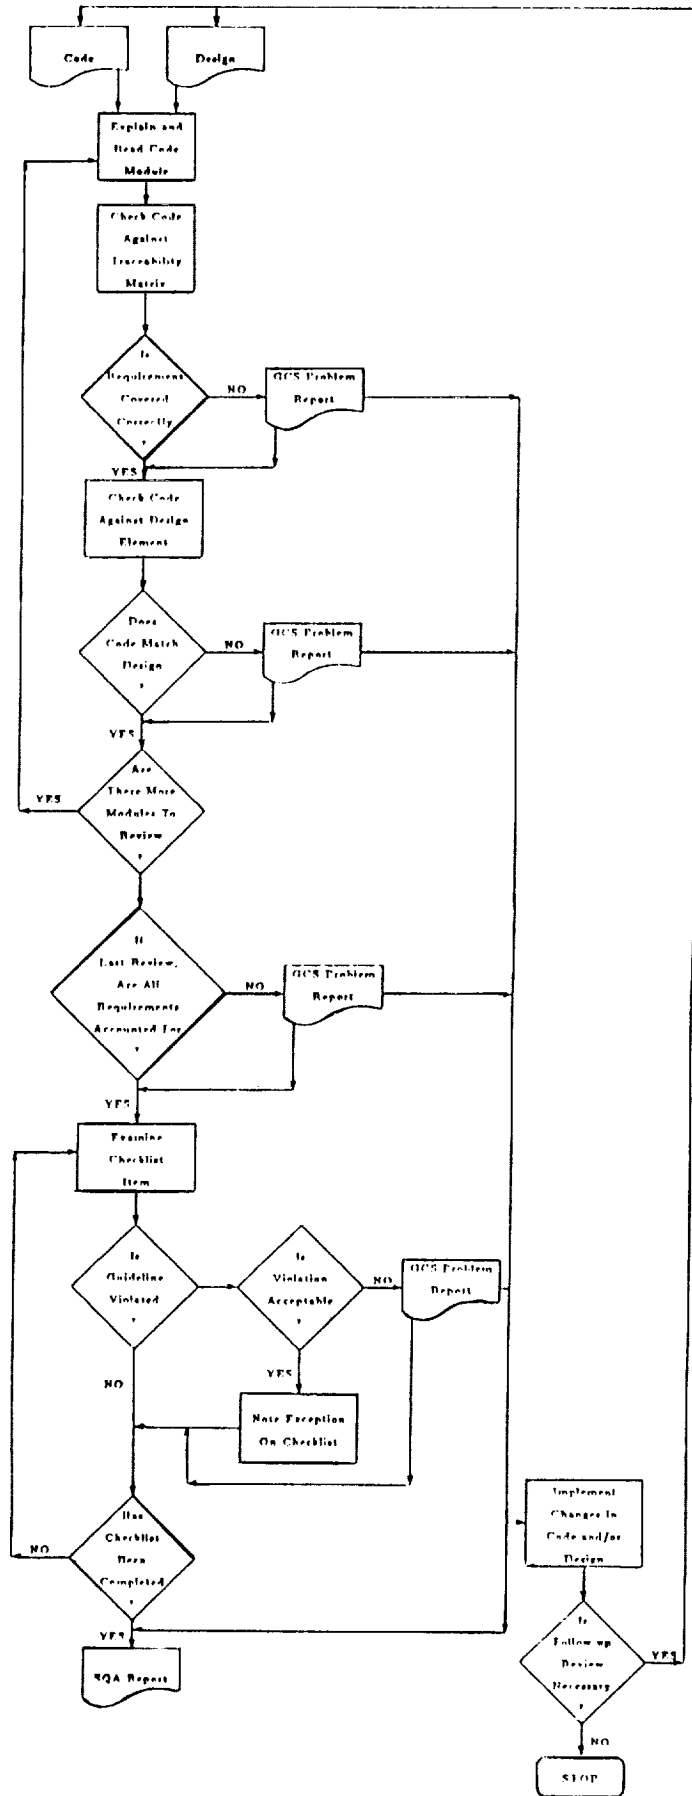 Code
Design
Explain and
Read Code
Module
Check Code
Against
Traceability
Matrix
Is
Requirement
Covered
Correctly
?
NO
GCS Problem
Report
YES
Check Code
Against Design
Element
Does
Code Match
Design
?
NO
GCS Problem
Report
YES
Are
There More
Modules To
Review
?
YES
If
Last Review,
Are All
Requirements
Accounted For
?
NO
GCS Problem
Report
YES
Examine
Checklist
Item
Is
Guideline
Violated
?
Is
Violation
Acceptable
?
NO
GCS Problem
Report
NO
YES
Note Exception
On Checklist
Has
Checklist
Been
Completed
?
NO
YES
SQA Report
Implement
Changes In
Code and/or
Design
Is
Follow up
Review
Necessary
?
YES
NO
STOP